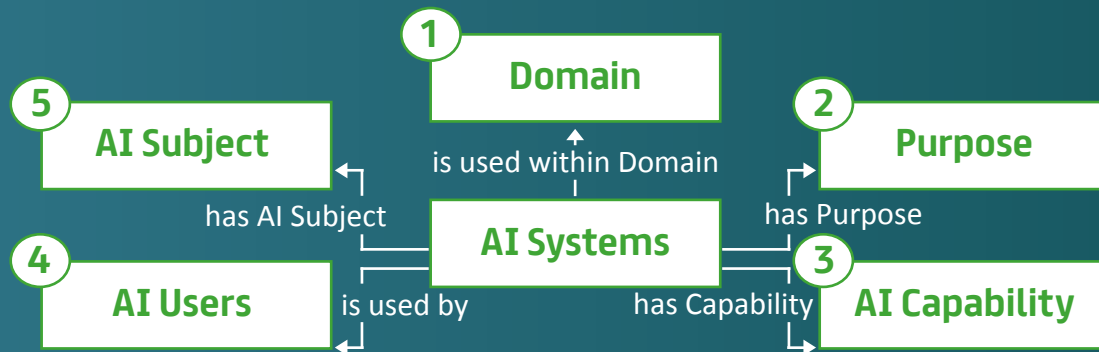 1
Domain
5
AI Subject
2
Purpose
is used within Domain
has AI Subject
has Purpose
AI Systems
4
AI Users
3
AI Capability
is used by
has Capability